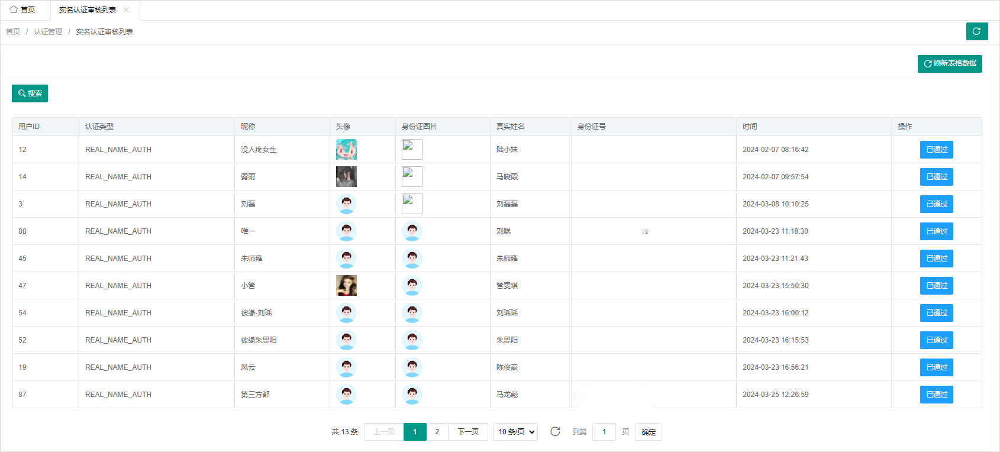 首页 实名认证审核列表
首页 / 认证管理 / 实名认证审核列表
刷新表格数据
搜索
用户ID 认证类型 昵称 头像 身份证图片 真实姓名 身份证号 时间 操作
12 REAL_NAME_AUTH 没人疼女生 陆小妹 2024-02-07 08:16:42 已通过
14 REAL_NAME_AUTH 雾雨 马晓霞 2024-02-07 09:57:54 已通过
3 REAL_NAME_AUTH 刘磊 刘磊磊 2024-03-08 10:10:25 已通过
88 REAL_NAME_AUTH 唯一 刘聪 2024-03-23 11:18:30 已通过
45 REAL_NAME_AUTH 朱师雍 朱师雍 2024-03-23 11:21:43 已通过
47 REAL_NAME_AUTH 小管 管雯琪 2024-03-23 15:50:30 已通过
54 REAL_NAME_AUTH 彼缘-刘瑶 刘瑶瑶 2024-03-23 16:00:12 已通过
52 REAL_NAME_AUTH 彼缘朱思阳 朱思阳 2024-03-23 16:15:53 已通过
19 REAL_NAME_AUTH 风云 陈俊豪 2024-03-23 16:56:21 已通过
87 REAL_NAME_AUTH 第三方都 马龙彪 2024-03-25 12:26:59 已通过
共 13 条 上一页 1 2 下一页 10 条/页 到第 1 页 确定